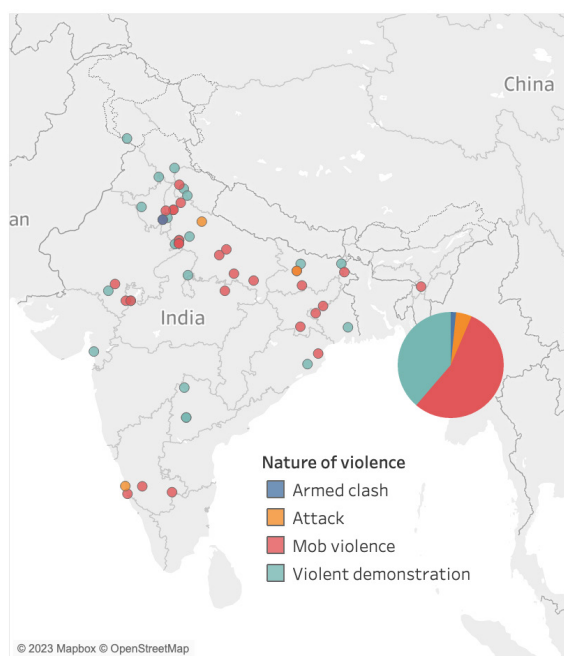 China
an
India
Nature of violence
Armed clash
Attack
Mob violence
Violent demonstration
© 2023 Mapbox © OpenStreetMap